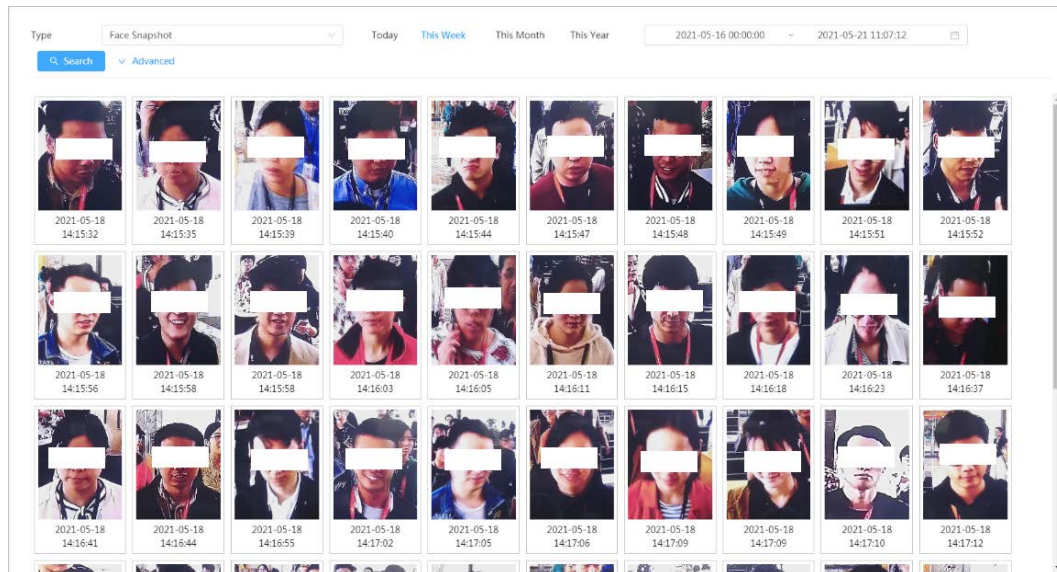 Type Face Snapshot Today This Week This Month This Year 2021-05-16 00:00:00 ~ 2021-05-21 11:07:12
Search Advanced
2021-05-18 2021-05-18 2021-05-18 2021-05-18 2021-05-18 2021-05-18 2021-05-18 2021-05-18 2021-05-18 2021-05-18
14:15:32 14:15:35 14:15:39 14:15:40 14:15:44 14:15:47 14:15:48 14:15:49 14:15:51 14:15:52
2021-05-18 2021-05-18 2021-05-18 2021-05-18 2021-05-18 2021-05-18 2021-05-18 2021-05-18 2021-05-18 2021-05-18
14:15:56 14:15:58 14:15:58 14:16:03 14:16:05 14:16:11 14:16:15 14:16:18 14:16:23 14:16:37
2021-05-18 2021-05-18 2021-05-18 2021-05-18 2021-05-18 2021-05-18 2021-05-18 2021-05-18 2021-05-18 2021-05-18
14:16:41 14:16:44 14:16:55 14:17:02 14:17:05 14:17:06 14:17:09 14:17:09 14:17:10 14:17:12